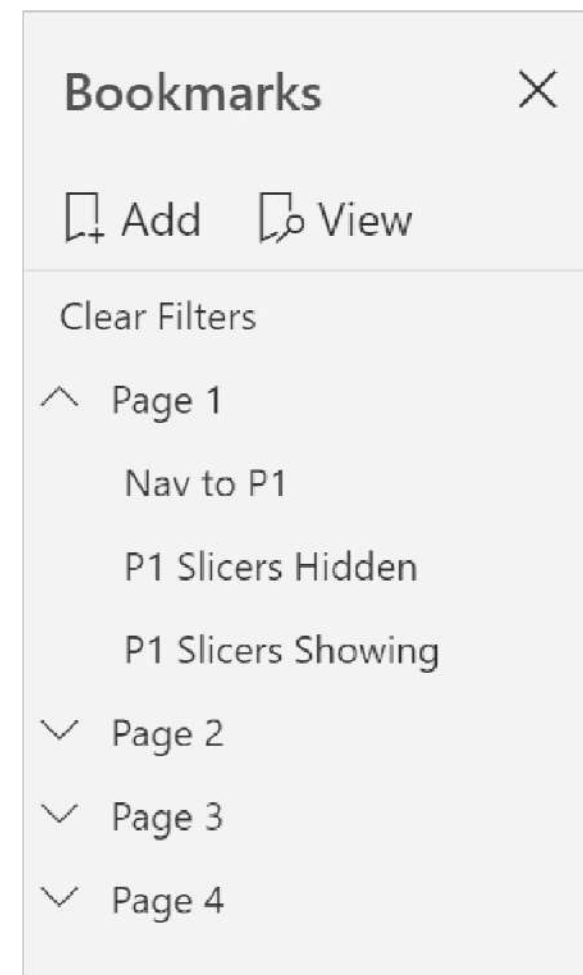 Bookmarks
Add View
Clear Filters
Page 1
Nav to P1
P1 Slicers Hidden
P1 Slicers Showing
Page 2
Page 3
Page 4